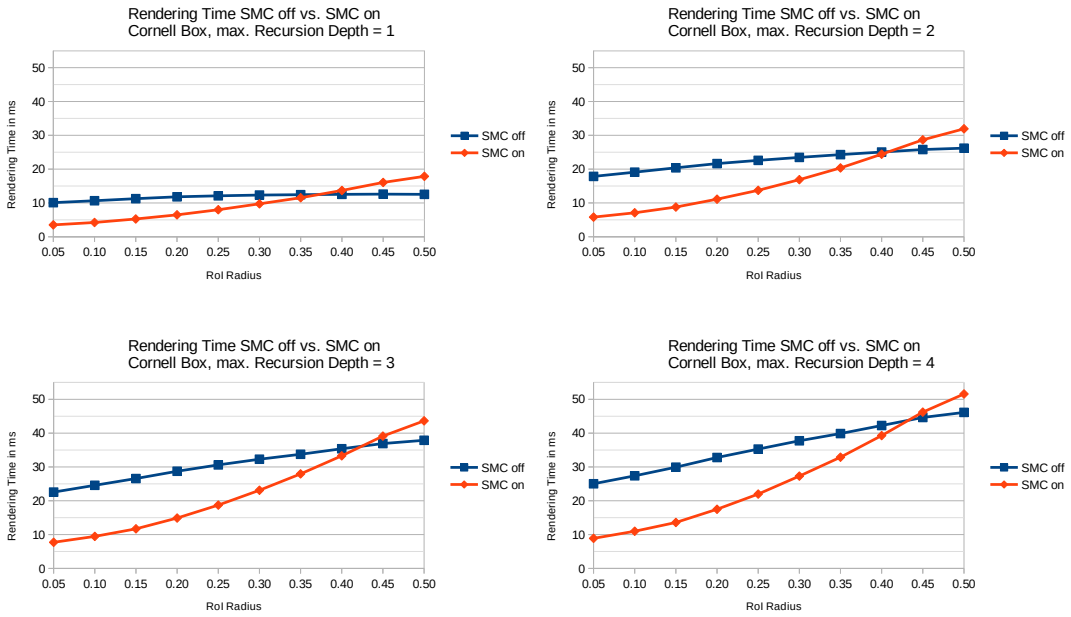 Rendering Time SMC off vs. SMC on
Cornell Box, max. Recursion Depth = 1
Rendering Time in ms
50
40
30
20
10
0
0.05 0.10 0.15 0.20 0.25 0.30 0.35 0.40 0.45 0.50
RoI Radius
SMC off
SMC on
Rendering Time SMC off vs. SMC on
Cornell Box, max. Recursion Depth = 2
Rendering Time in ms
50
40
30
20
10
0
0.05 0.10 0.15 0.20 0.25 0.30 0.35 0.40 0.45 0.50
RoI Radius
SMC off
SMC on
Rendering Time SMC off vs. SMC on
Cornell Box, max. Recursion Depth = 3
Rendering Time in ms
50
40
30
20
10
0
0.05 0.10 0.15 0.20 0.25 0.30 0.35 0.40 0.45 0.50
RoI Radius
SMC off
SMC on
Rendering Time SMC off vs. SMC on
Cornell Box, max. Recursion Depth = 4
Rendering Time in ms
50
40
30
20
10
0
0.05 0.10 0.15 0.20 0.25 0.30 0.35 0.40 0.45 0.50
RoI Radius
SMC off
SMC on